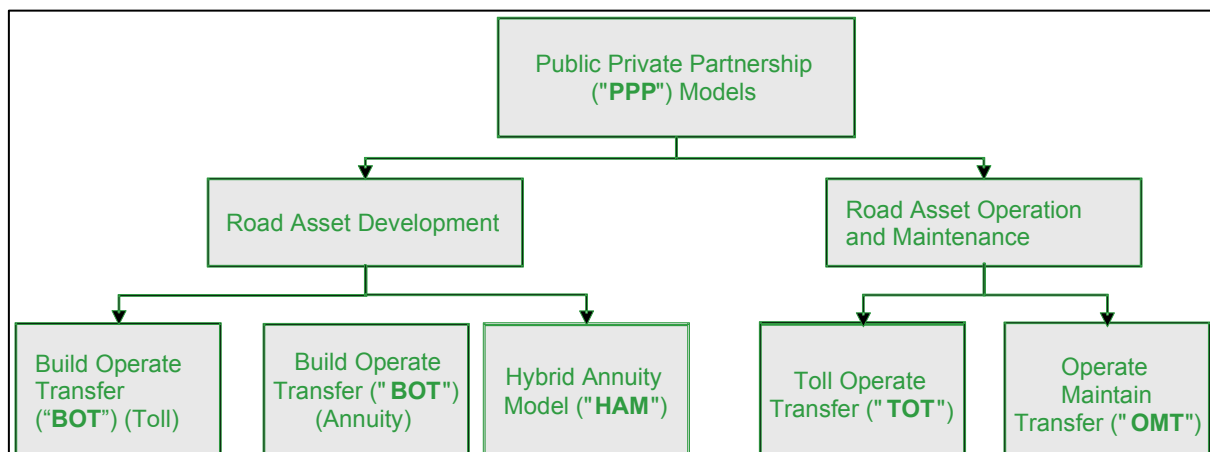 Public Private Partnership
("PPP") Models
Road Asset Development
Road Asset Operation
and Maintenance
Build Operate
Transfer
(“BOT”) (Toll)
Build Operate
Transfer (" BOT")
(Annuity)
Hybrid Annuity
Model ("HAM")
Toll Operate
Transfer (" TOT")
Operate
Maintain
Transfer (" OMT")